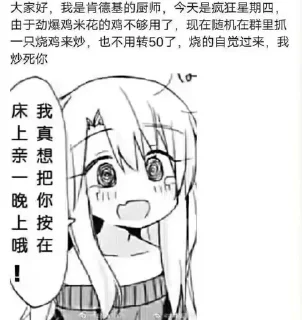 大家好，我是肯德基的厨师，今天是疯狂星期四，
由于劲爆鸡米花的鸡不够用了，现在随机在群里抓
一只烧鸡来炒，也不用转50了，烧的自觉过来，我
炒死你
我真想把你按在
床上亲一晚上哦！